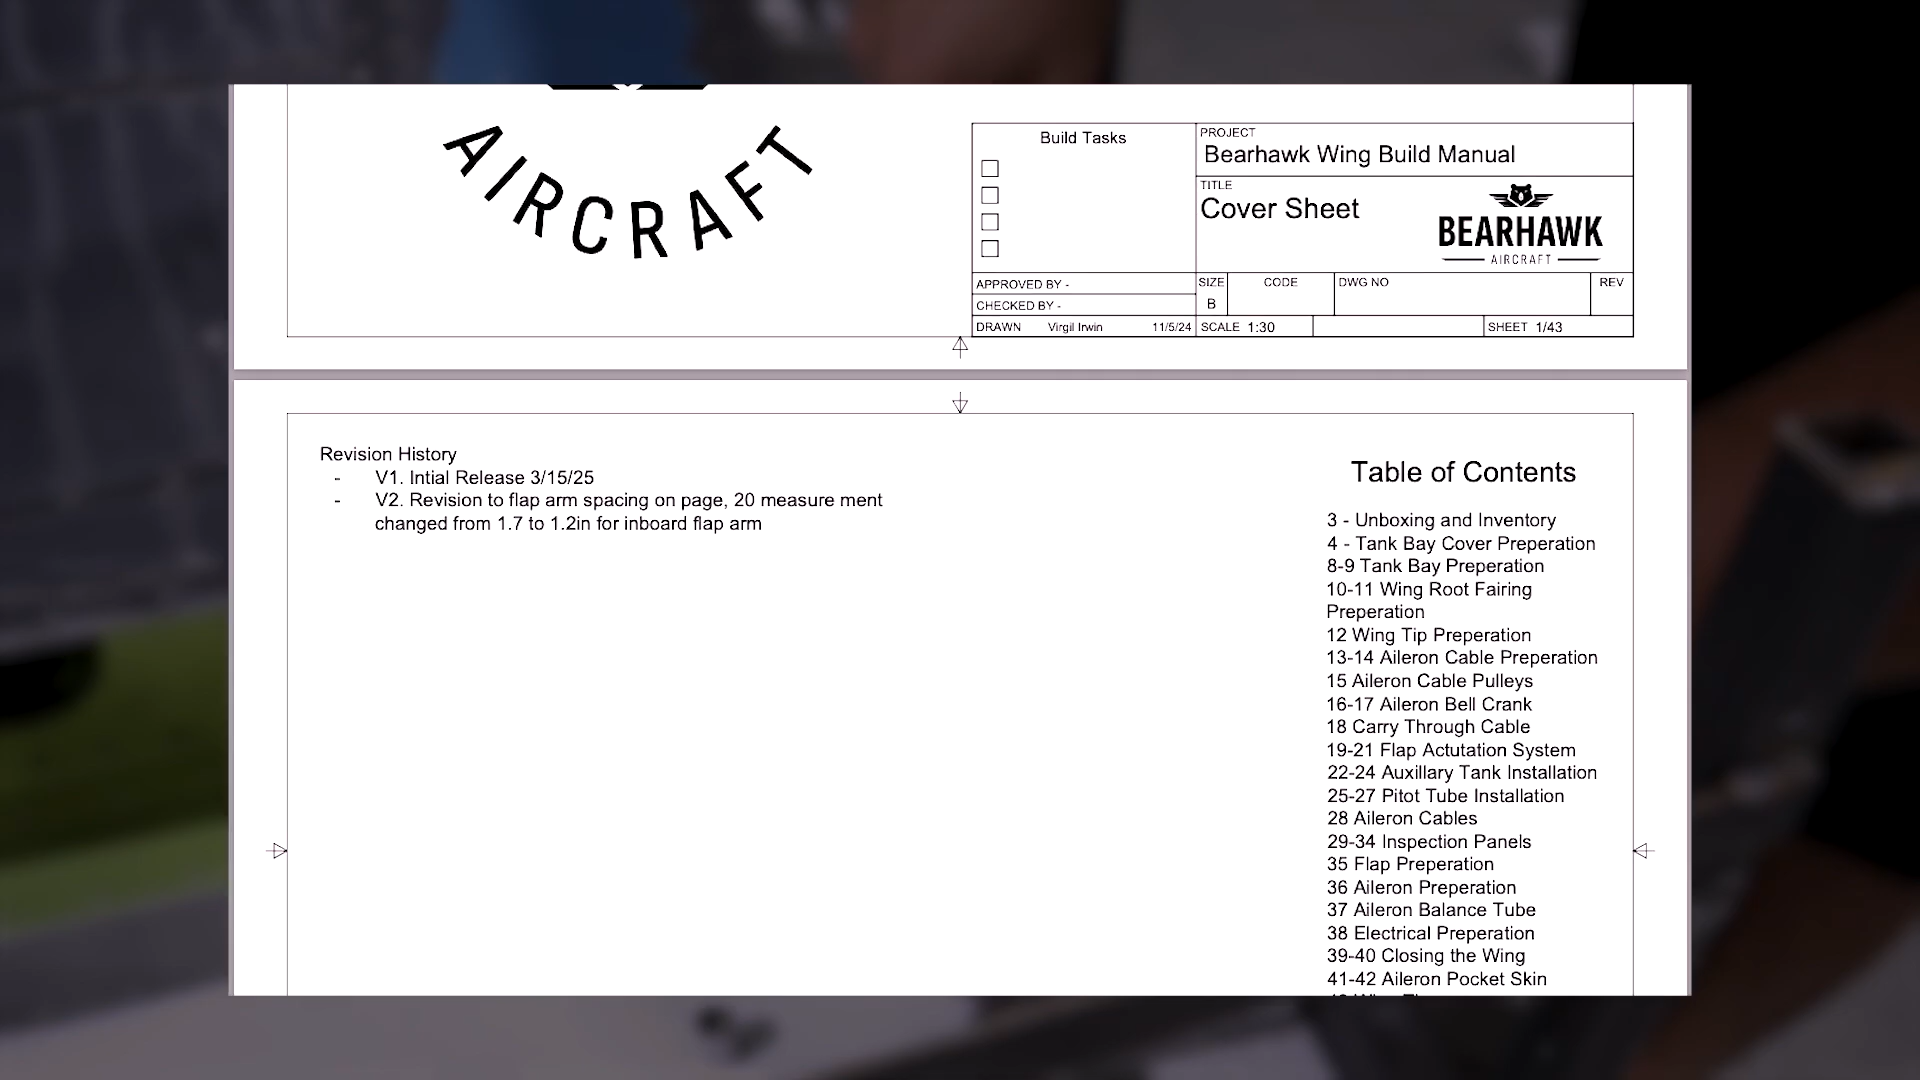 AIRCRAFT
Build Tasks
PROJECT
Bearhawk Wing Build Manual
TITLE
Cover Sheet
BEARHAWK
AIRCRAFT
APPROVED BY -
CHECKED BY -
DRAWN Virgil Irwin 11/5/24
SIZE
B
CODE
DWG NO
REV
SCALE 1:30
SHEET 1/43
Revision History
- V1. Intial Release 3/15/25
- V2. Revision to flap arm spacing on page, 20 measure ment
changed from 1.7 to 1.2in for inboard flap arm
Table of Contents
3 - Unboxing and Inventory
4 - Tank Bay Cover Preperation
8-9 Tank Bay Preperation
10-11 Wing Root Fairing
Preperation
12 Wing Tip Preperation
13-14 Aileron Cable Preperation
15 Aileron Cable Pulleys
16-17 Aileron Bell Crank
18 Carry Through Cable
19-21 Flap Actutation System
22-24 Auxillary Tank Installation
25-27 Pitot Tube Installation
28 Aileron Cables
29-34 Inspection Panels
35 Flap Preperation
36 Aileron Preperation
37 Aileron Balance Tube
38 Electrical Preperation
39-40 Closing the Wing
41-42 Aileron Pocket Skin